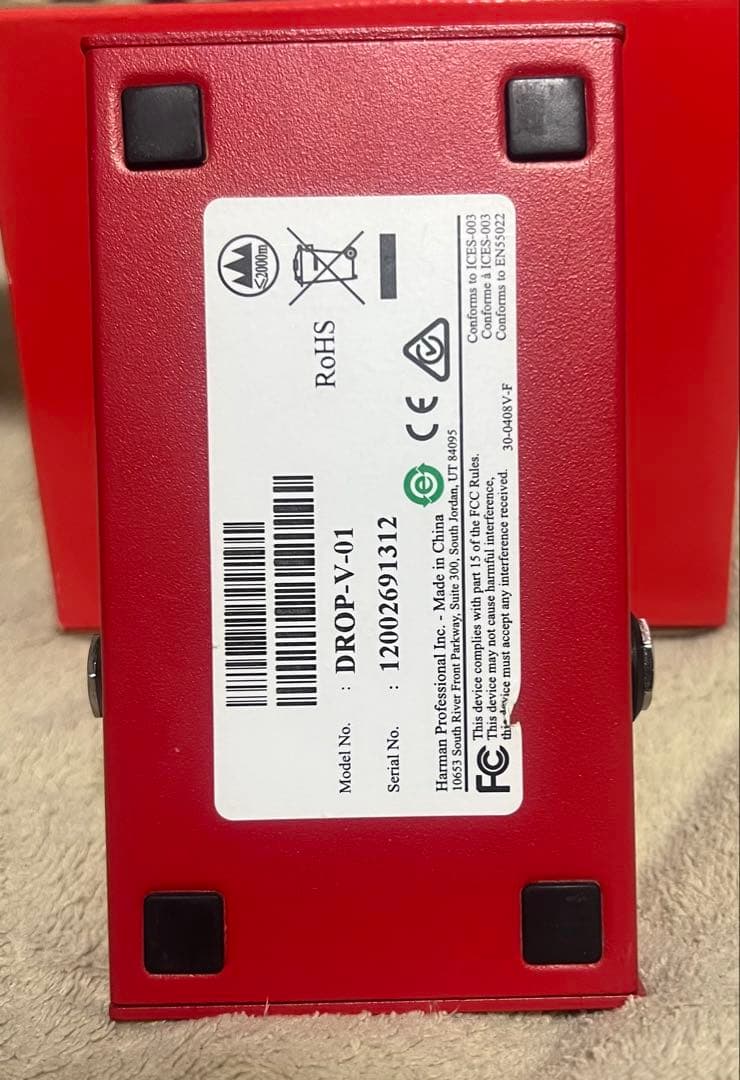 Model No. : DROP-V-01
Serial No. : 12002691312
RoHS
≤2000m
Harman Professional Inc. - Made in China
10653 South River Front Parkway, Suite 300, South Jordan, UT 84095
CE
FC
This device complies with part 15 of the FCC Rules.
This device may not cause harmful interference,
this device must accept any interference received.
30-0408V-F
Conforms to ICES-003
Conforme à ICES-003
Conforms to EN55022